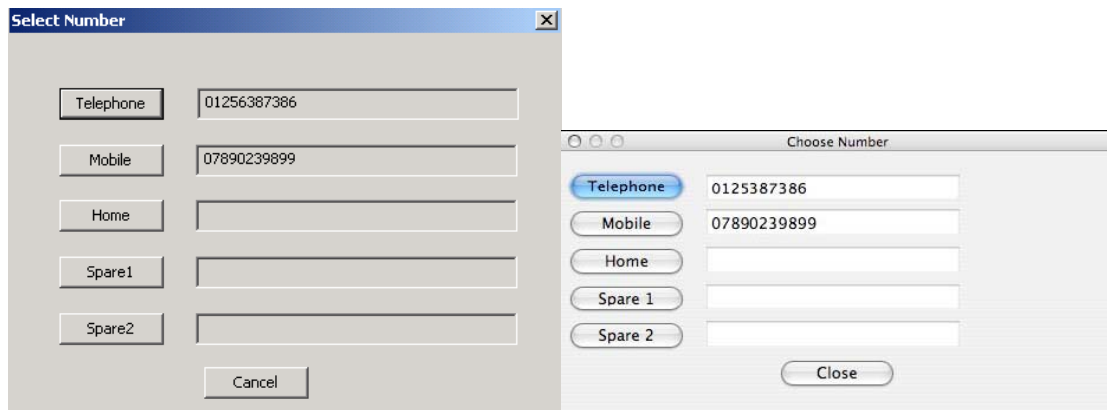 Select Number
Telephone 01256387386
Mobile 07890239899
Home
Spare1
Spare2
Cancel
Choose Number
Telephone 0125387386
Mobile 07890239899
Home
Spare 1
Spare 2
Close